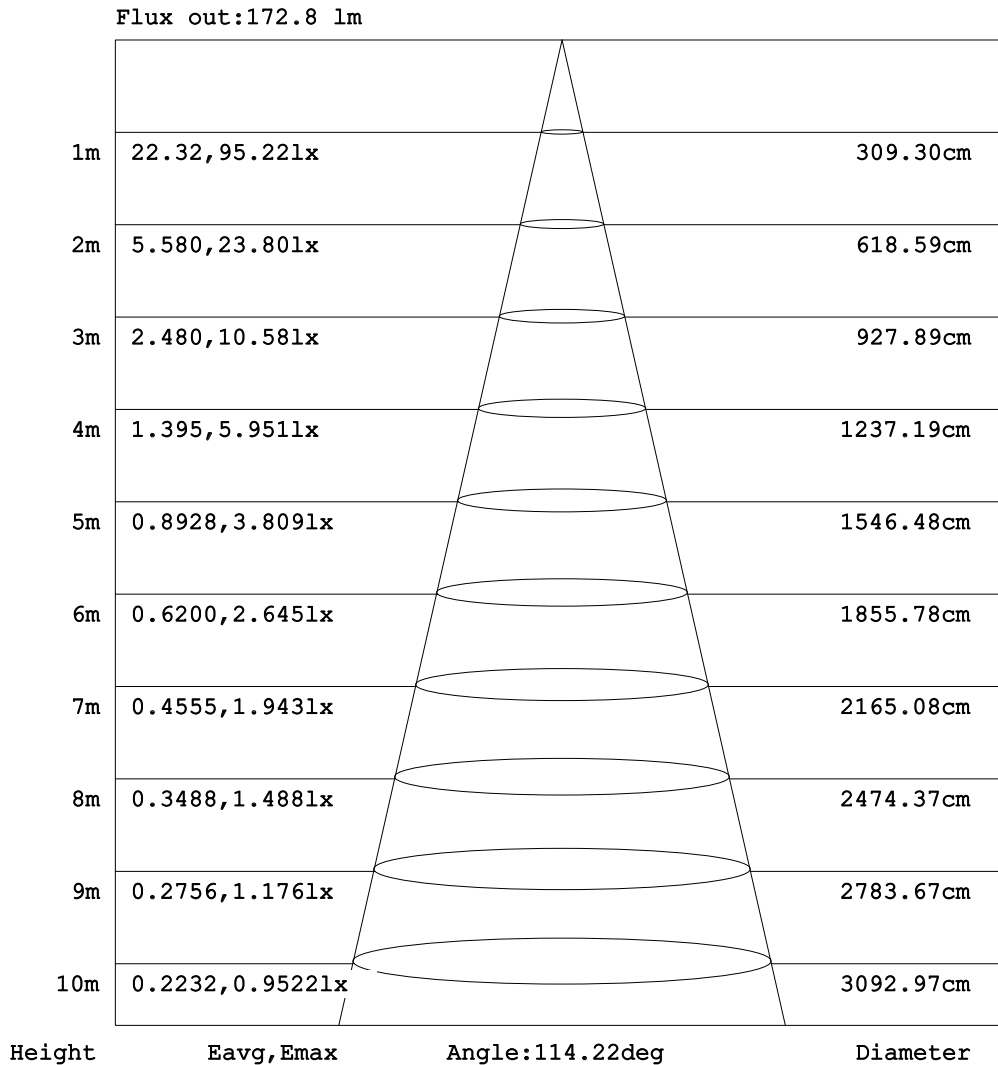 Flux out:172.8 lm
1m 22.32,95.22lx 309.30cm
2m 5.580,23.80lx 618.59cm
3m 2.480,10.58lx 927.89cm
4m 1.395,5.951lx 1237.19cm
5m 0.8928,3.809lx 1546.48cm
6m 0.6200,2.645lx 1855.78cm
7m 0.4555,1.943lx 2165.08cm
8m 0.3488,1.488lx 2474.37cm
9m 0.2756,1.176lx 2783.67cm
10m 0.2232,0.9522lx 3092.97cm
Height Eavg,Emax Angle:114.22deg Diameter